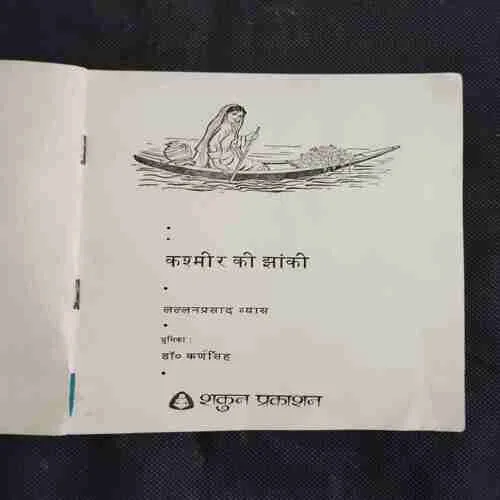 कश्मीर की झांकी
लल्लनप्रसाद व्यास
भूमिका :
डॉ० कर्णसिंह
शकुन प्रकाशन